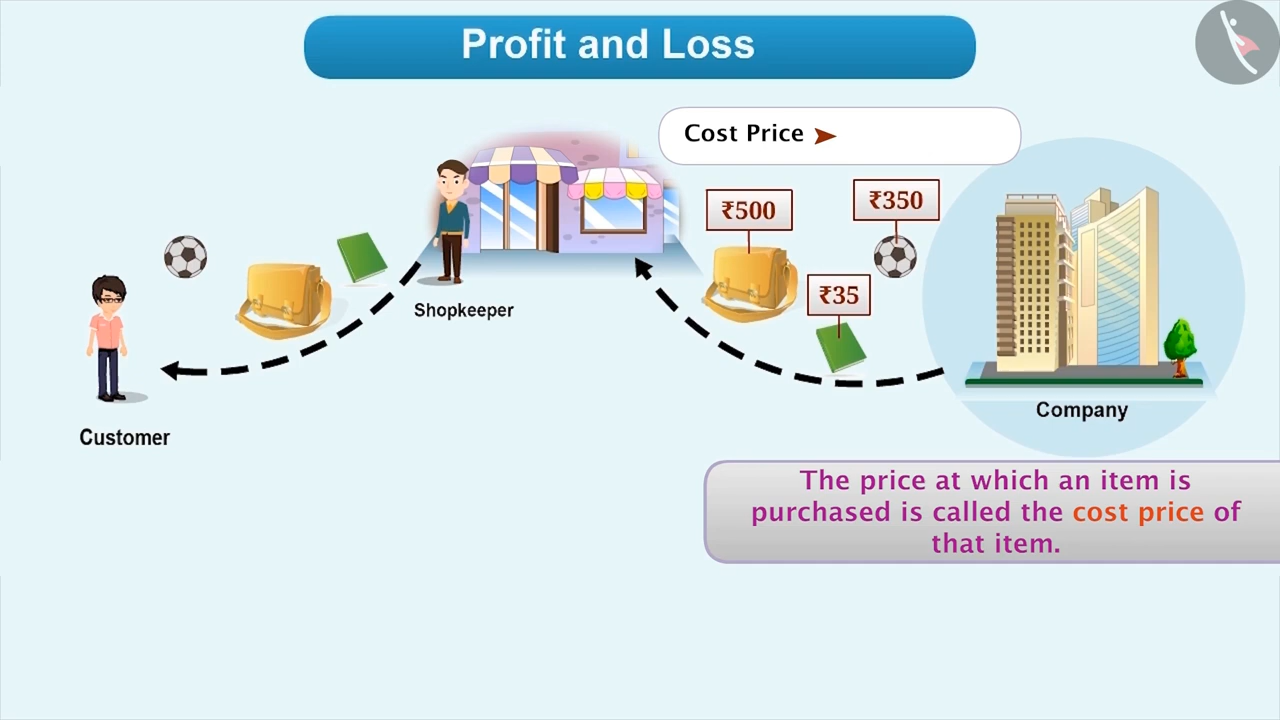 Profit and Loss
Cost Price ➤
₹500
₹350
₹35
Shopkeeper
Customer
Company
The price at which an item is
purchased is called the cost price of
that item.